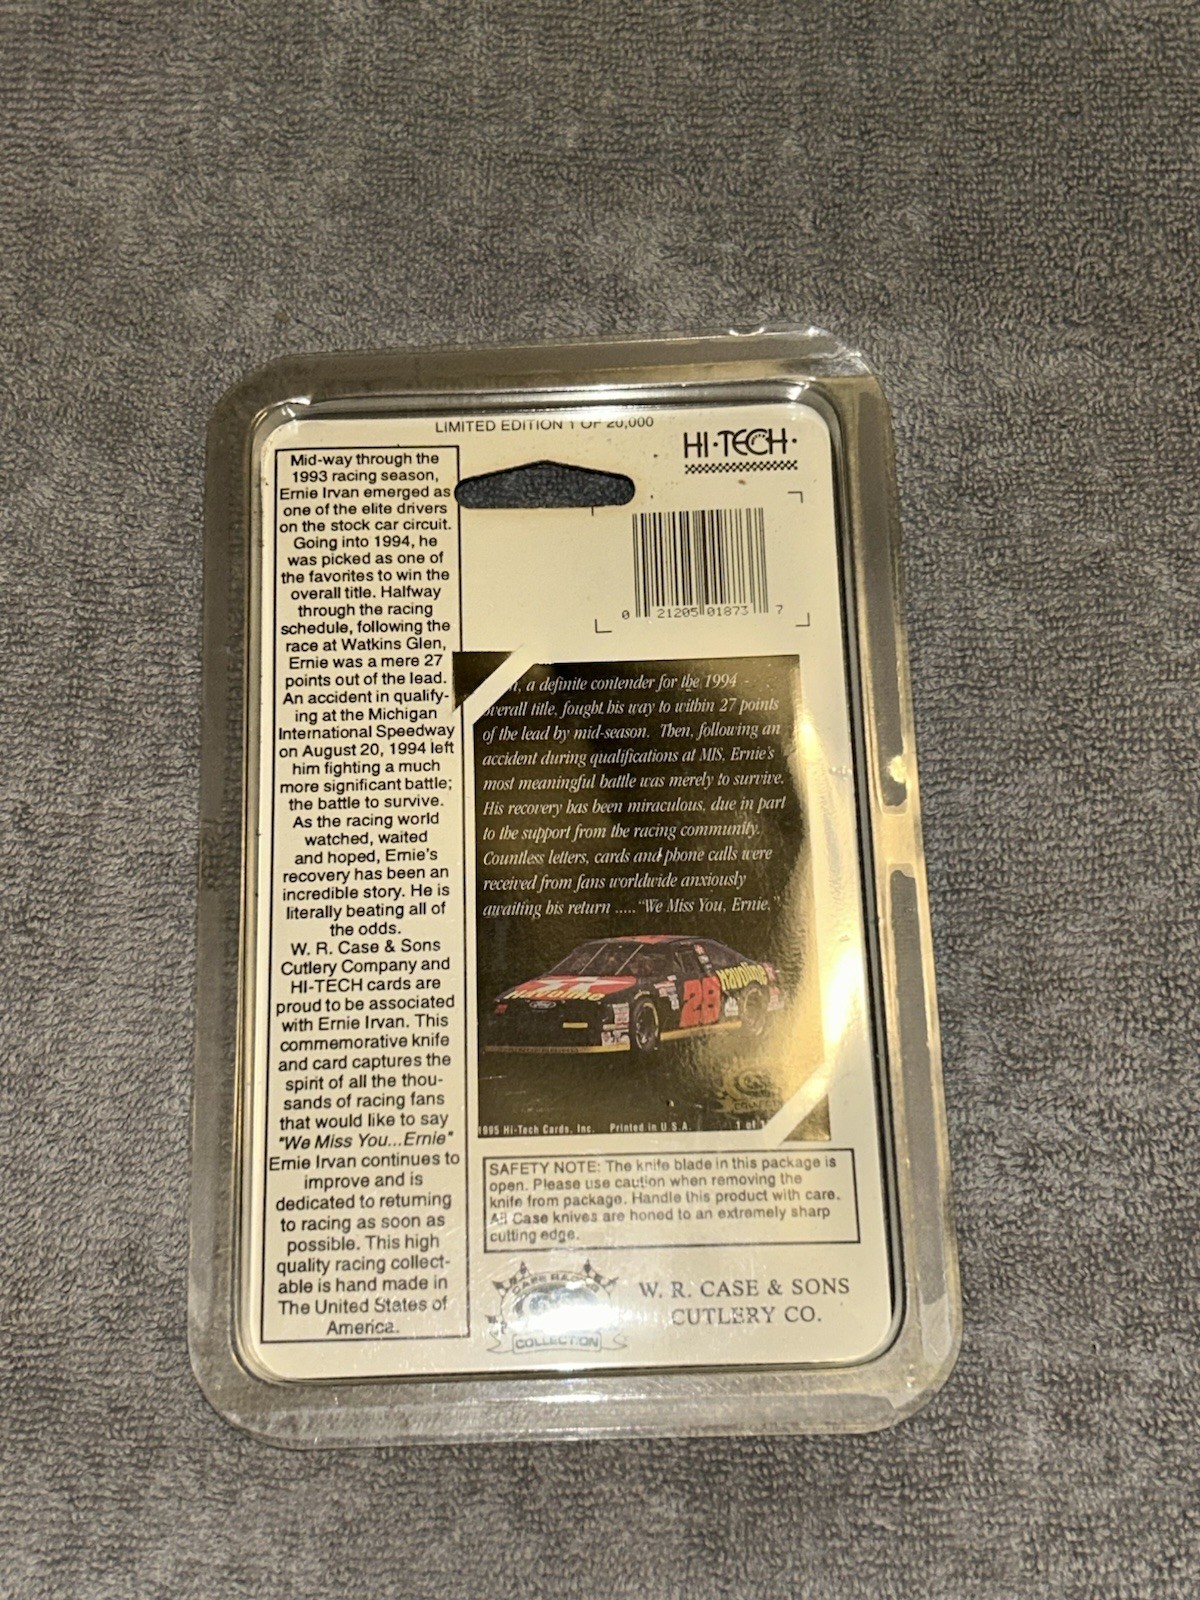 LIMITED EDITION 1 OF 20,000
HI·TECH·
Mid-way through the
1993 racing season,
Ernie Irvan emerged as
one of the elite drivers
on the stock car circuit.
Going into 1994, he
was picked as one of
the favorites to win the
overall title. Halfway
through the racing
schedule, following the
race at Watkins Glen,
Ernie was a mere 27
points out of the lead.
An accident in qualify-
ing at the Michigan
International Speedway
on August 20, 1994 left
him fighting a much
more significant battle;
the battle to survive.
As the racing world
watched, waited
and hoped, Ernie's
recovery has been an
incredible story. He is
literally beating all of
the odds.
W. R. Case & Sons
Cutlery Company and
HI-TECH cards are
proud to be associated
with Ernie Irvan. This
commemorative knife
and card captures the
spirit of all the thou-
sands of racing fans
that would like to say
"We Miss You...Ernie"
Ernie Irvan continues to
improve and is
dedicated to returning
to racing as soon as
possible. This high
quality racing collect-
able is hand made in
The United States of
America.
0 21205 01873 7
a definite contender for the 1994
overall title, fought his way to within 27 points
of the lead by mid-season. Then, following an
accident during qualifications at MIS, Ernie's
most meaningful battle was merely to survive.
His recovery has been miraculous, due in part
to the support from the racing community.
Countless letters, cards and phone calls were
received from fans worldwide anxiously
awaiting his return ....."We Miss You, Ernie."
Havoline
Ford
28
Havoline
1995 Hi-Tech Cards, Inc. Printed in U.S.A. 1 of
SAFETY NOTE: The knife blade in this package is
open. Please use caution when removing the
knife from package. Handle this product with care.
All Case knives are honed to an extremely sharp
cutting edge.
CASE RACING
COLLECTION
W. R. CASE & SONS
CUTLERY CO.